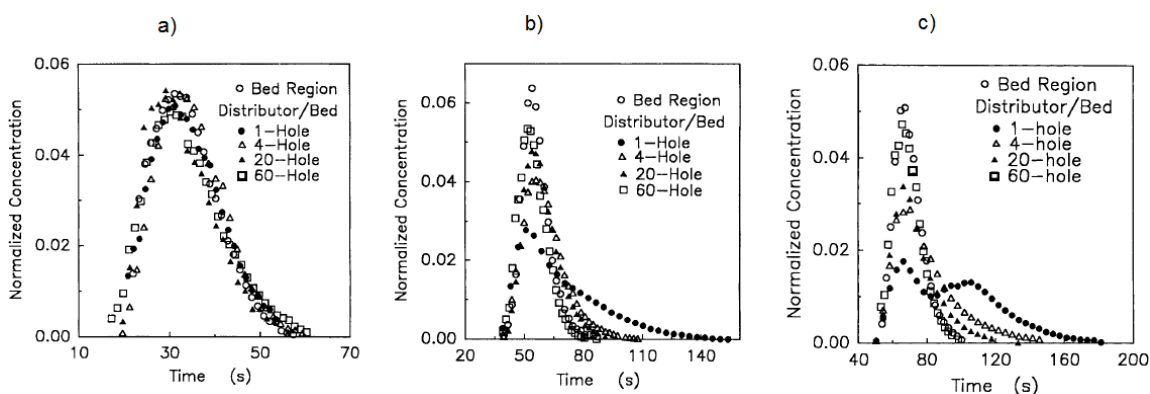 a)
b)
c)
Normalized Concentration
0.06
0.04
0.02
0.00
10
30
50
70
Time (s)
Bed Region
Distributor/Bed
1-Hole
4-Hole
20-Hole
60-Hole
Normalized Concentration
0.06
0.04
0.02
0.00
20
70
110
150
Time (s)
Bed Region
Distributor/Bed
1-Hole
4-Hole
20-Hole
60-Hole
Normalized Concentration
0.06
0.04
0.02
0.00
40
80
120
160
200
Time (s)
Bed Region
Distributor/Bed
1-hole
4-hole
20-hole
60-hole